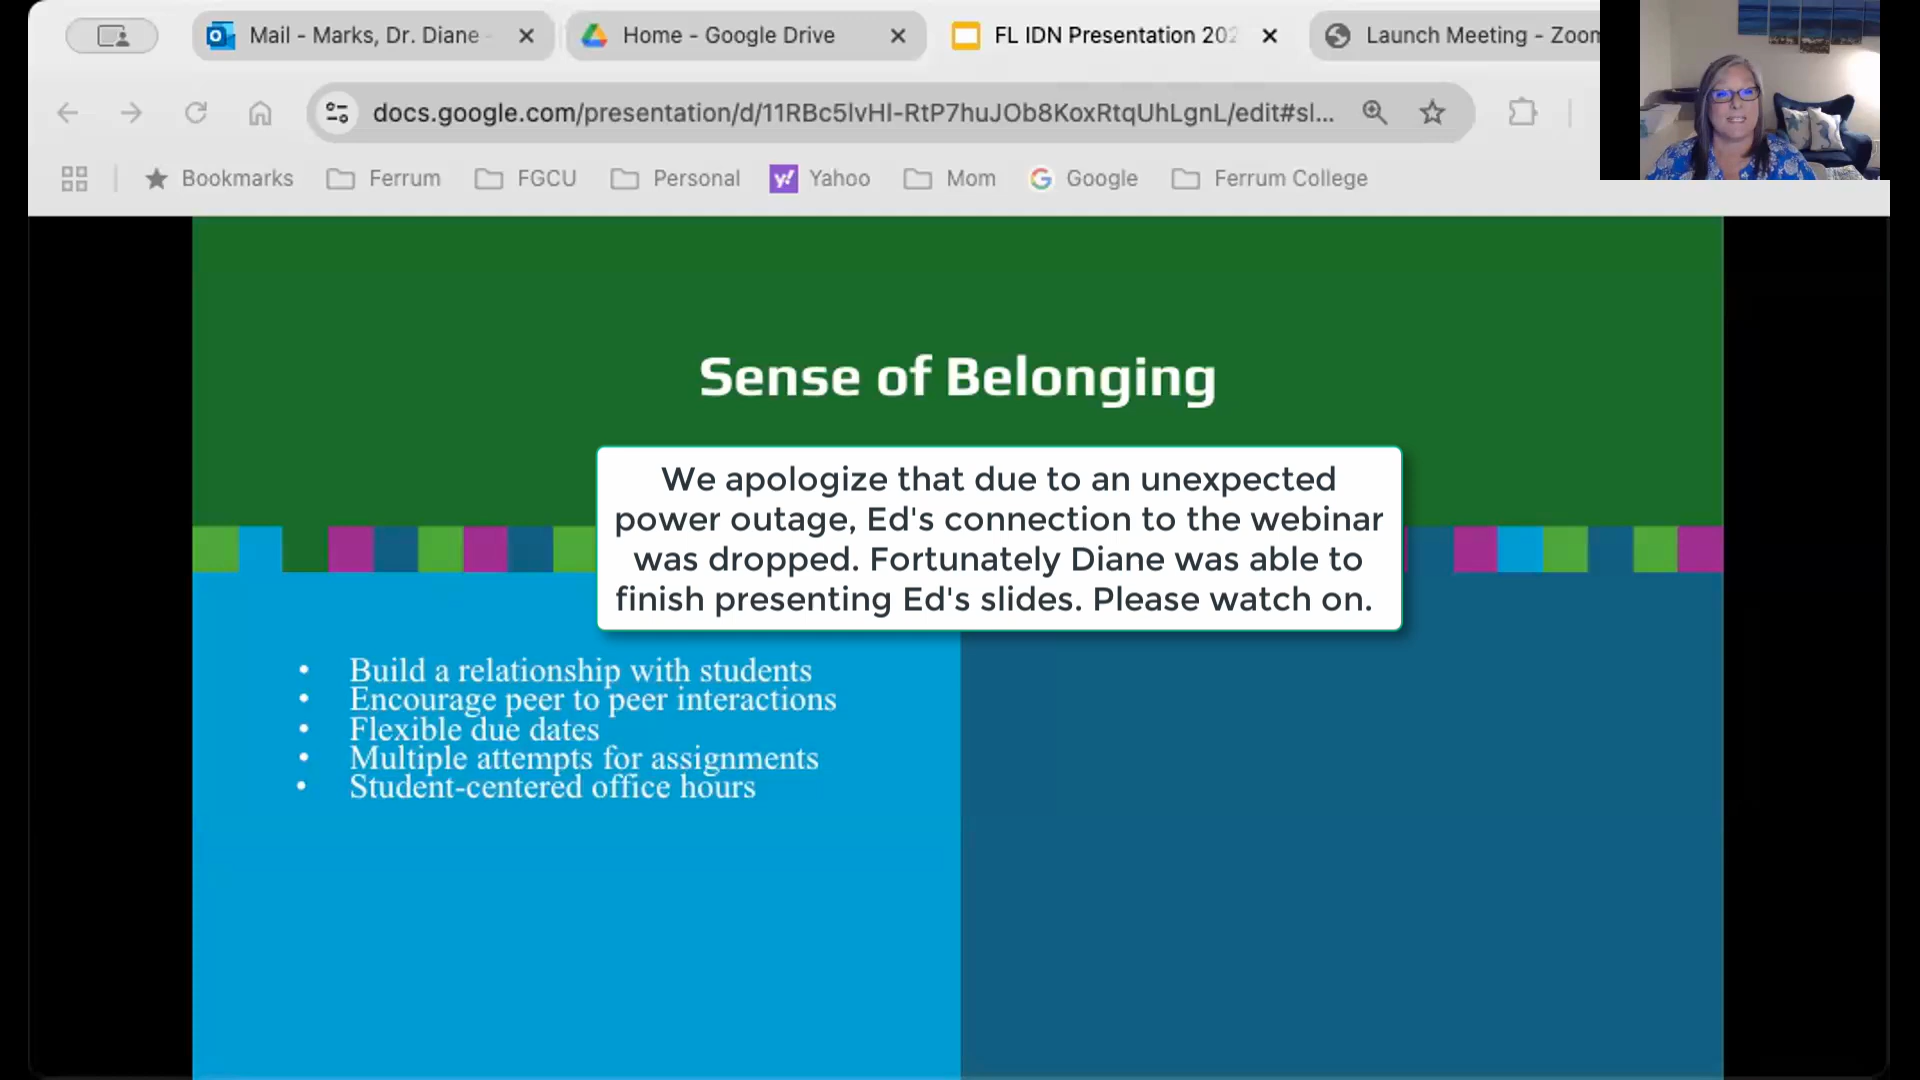 Mail - Marks, Dr. Diane -
Home - Google Drive
FL IDN Presentation 202
Launch Meeting - Zoom
docs.google.com/presentation/d/11RBc5lvHl-RtP7huJOb8KoxRtqUhLgnL/edit#sl...
Bookmarks
Ferrum
FGCU
Personal
Yahoo
Mom
Google
Ferrum College
Sense of Belonging
We apologize that due to an unexpected
power outage, Ed's connection to the webinar
was dropped. Fortunately Diane was able to
finish presenting Ed's slides. Please watch on.
• Build a relationship with students
• Encourage peer to peer interactions
• Flexible due dates
• Multiple attempts for assignments
• Student-centered office hours